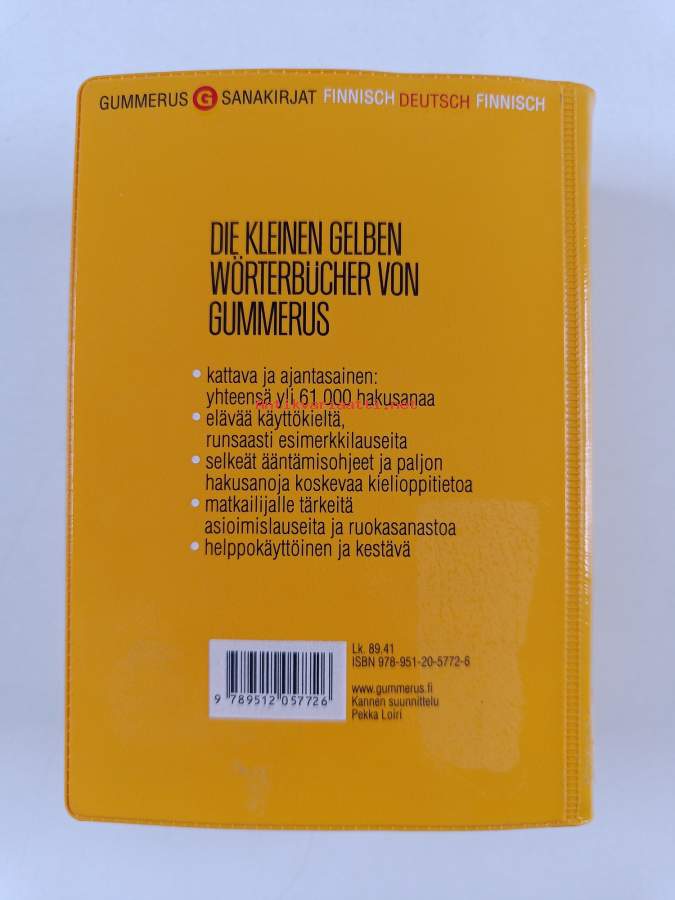 GUMMERUS G SANAKIRJAT FINNISCH DEUTSCH FINNISCH
DIE KLEINEN GELBEN
WÖRTERBÜCHER VON
GUMMERUS
• kattava ja ajantasainen:
yhteensä yli 61 000 hakusanaa
antikvariaatti.net
• elävää käyttökieltä,
runsaasti esimerkkilauseita
• selkeät ääntämisohjeet ja paljon
hakusanoja koskevaa kielioppitietoa
• matkailijalle tärkeitä
asioimislauseita ja ruokasanastoa
• helppokäyttöinen ja kestävä
Lk. 89.41
ISBN 978-951-20-5772-6
www.gummerus.fi
Kannen suunnittelu
Pekka Loiri
9 789512 057726